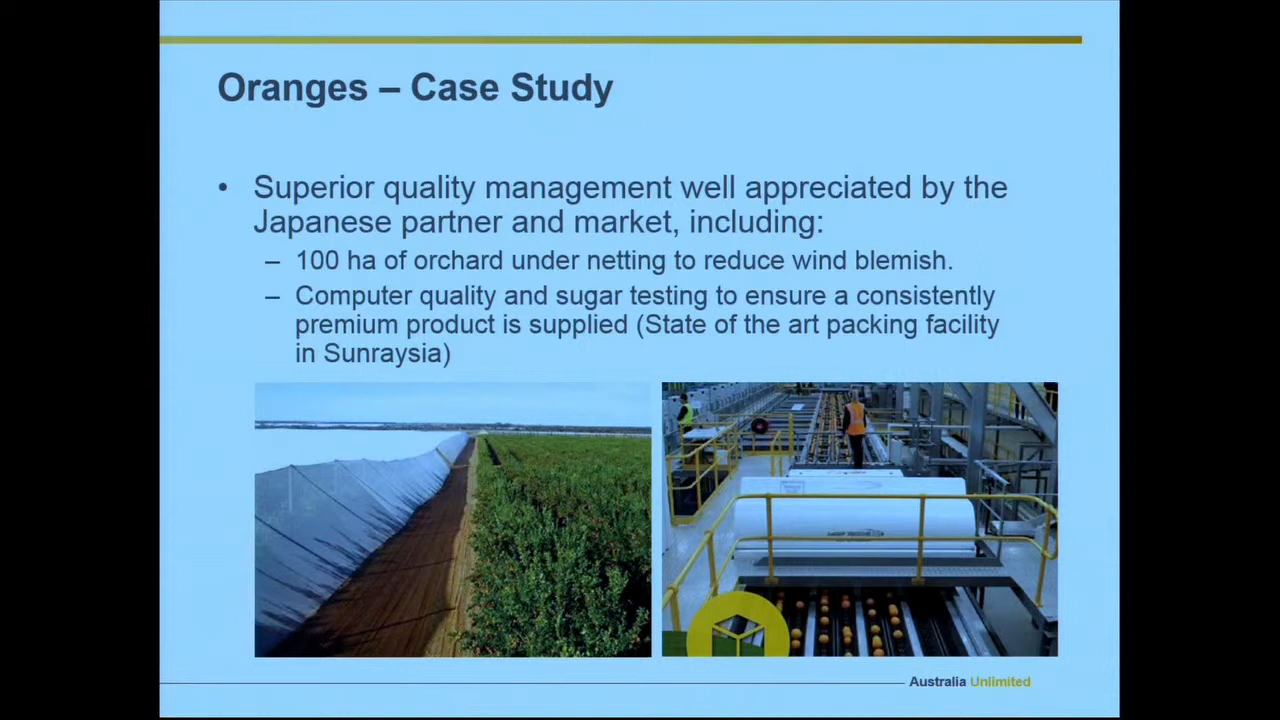 Oranges – Case Study
• Superior quality management well appreciated by the
Japanese partner and market, including:
– 100 ha of orchard under netting to reduce wind blemish.
– Computer quality and sugar testing to ensure a consistently
premium product is supplied (State of the art packing facility
in Sunraysia)
Australia Unlimited